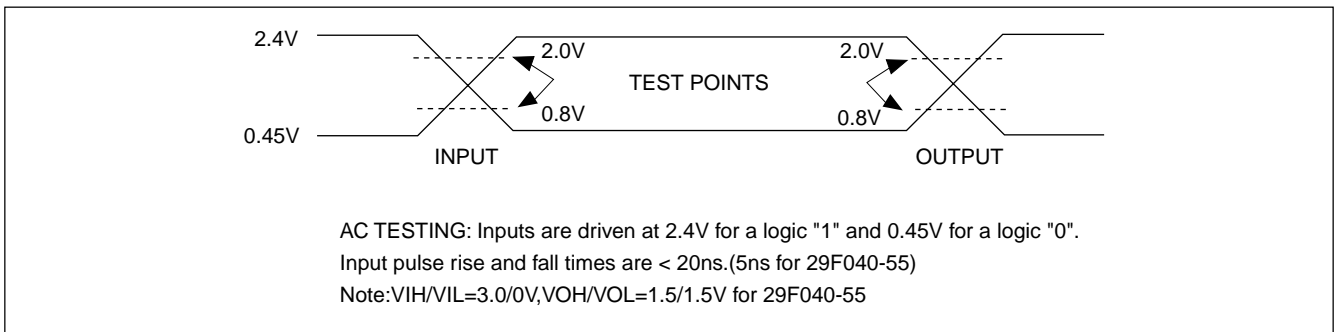 2.4V
2.0V
2.0V
TEST POINTS
0.8V
0.8V
0.45V
INPUT
OUTPUT
AC TESTING: Inputs are driven at 2.4V for a logic "1" and 0.45V for a logic "0".
Input pulse rise and fall times are < 20ns.(5ns for 29F040-55)
Note:VIH/VIL=3.0/0V,VOH/VOL=1.5/1.5V for 29F040-55